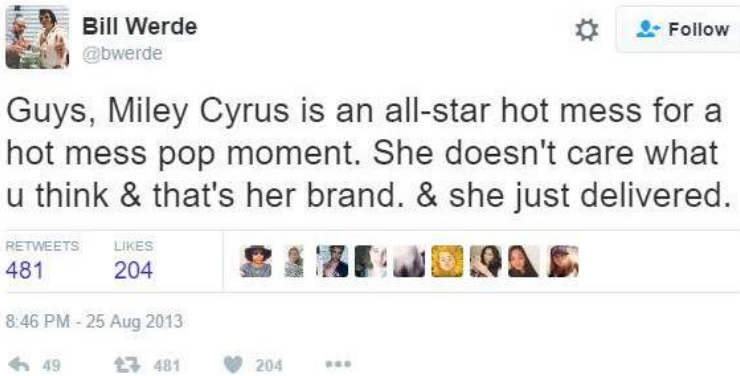 Bill Werde
@bwerde
Follow
Guys, Miley Cyrus is an all-star hot mess for a
hot mess pop moment. She doesn't care what
u think & that's her brand. & she just delivered.
RETWEETS LIKES
481 204
8:46 PM - 25 Aug 2013
49 481 204